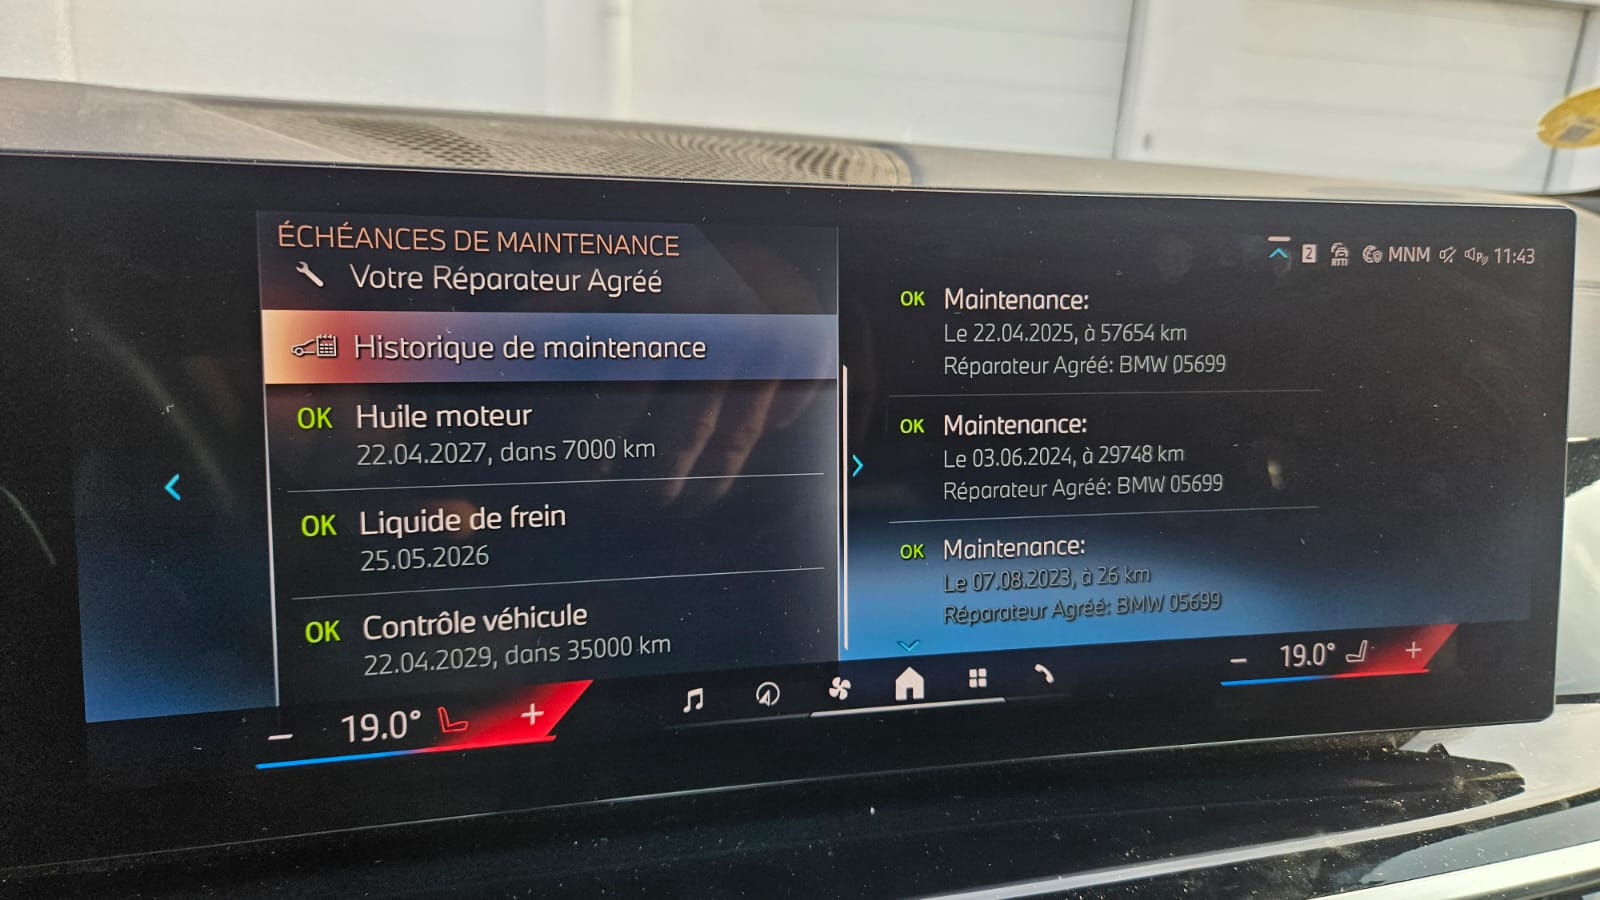 ÉCHÉANCES DE MAINTENANCE
Votre Réparateur Agréé
Historique de maintenance
OK Huile moteur
22.04.2027, dans 7000 km
OK Liquide de frein
25.05.2026
OK Contrôle véhicule
22.04.2029, dans 35000 km
2 RTTI MNM 11:43
OK Maintenance:
Le 22.04.2025, à 57654 km
Réparateur Agréé: BMW 05699
OK Maintenance:
Le 03.06.2024, à 29748 km
Réparateur Agréé: BMW 05699
OK Maintenance:
Le 07.08.2023, à 26 km
Réparateur Agréé: BMW 05699
− 19.0° +
− 19.0° +